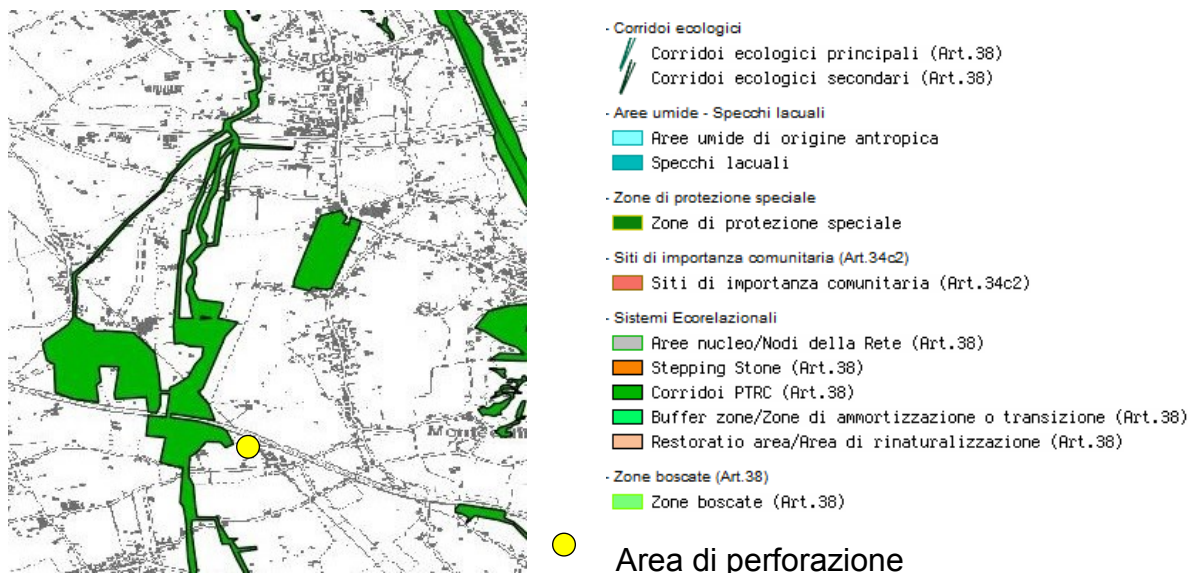 - Corridoi ecologici
Corridoi ecologici principali (Art.38)
Corridoi ecologici secondari (Art.38)
- Aree umide - Specchi lacuali
Aree umide di origine antropica
Specchi lacuali
- Zone di protezione speciale
Zone di protezione speciale
- Siti di importanza comunitaria (Art.34c2)
Siti di importanza comunitaria (Art.34c2)
- Sistemi Ecorelazionali
Aree nucleo/Nodi della Rete (Art.38)
Stepping Stone (Art.38)
Corridoi PTRC (Art.38)
Buffer zone/Zone di ammortizzazione o transizione (Art.38)
Restoratio area/Area di rinaturalizzazione (Art.38)
- Zone boscate (Art.38)
Zone boscate (Art.38)
Area di perforazione